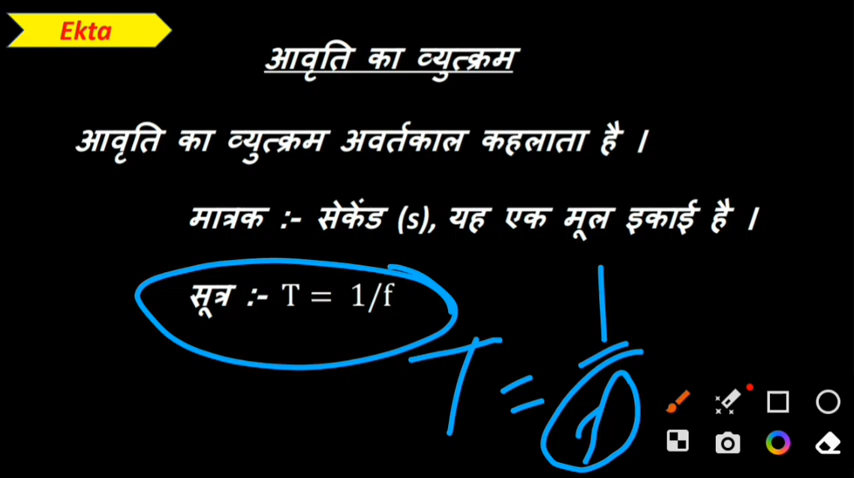 Ekta
आवृति का व्युत्क्रम
आवृति का व्युत्क्रम अवर्तकाल कहलाता है ।
मात्रक :- सेकेंड (s), यह एक मूल इकाई है ।
सूत्र :- T = 1/f
T = 1/f